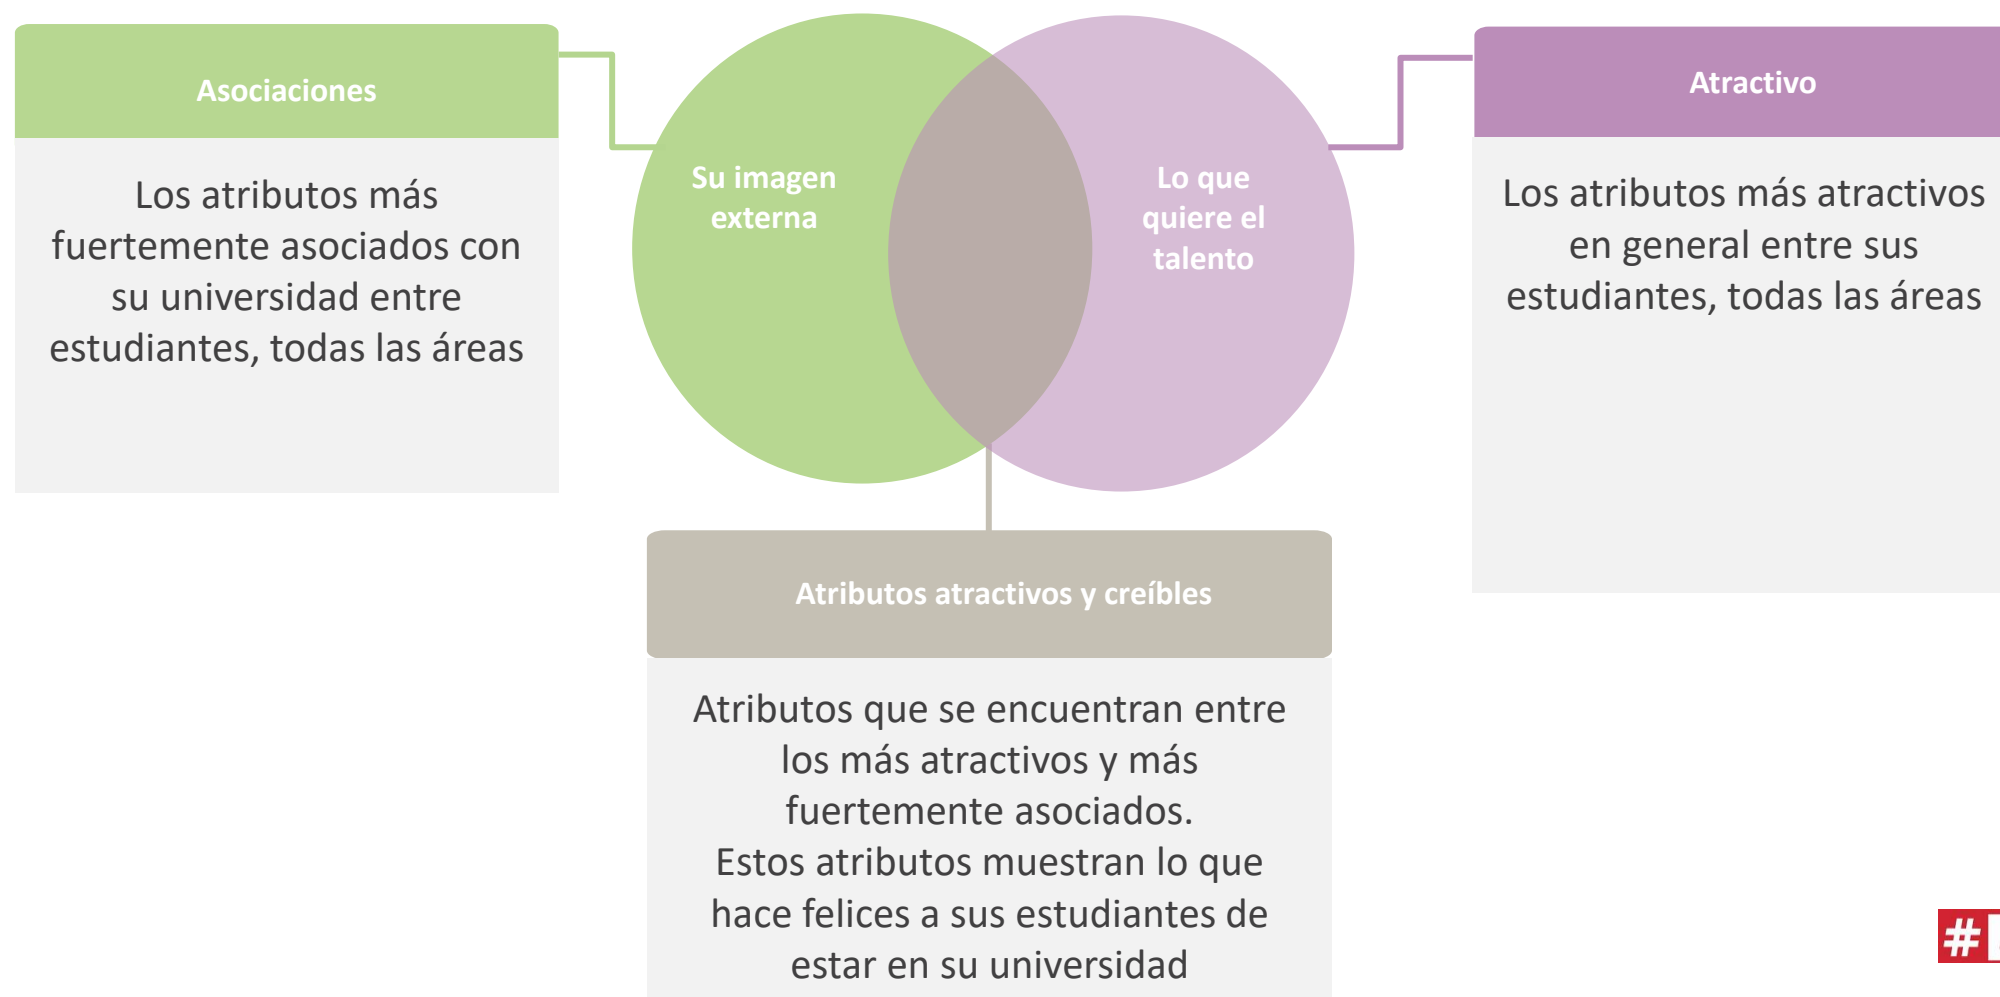 Asociaciones
Los atributos más
fuertemente asociados con
su universidad entre
estudiantes, todas las áreas
Su imagen
externa
Lo que
quiere el
talento
Atractivo
Los atributos más atractivos
en general entre sus
estudiantes, todas las áreas
Atributos atractivos y creíbles
Atributos que se encuentran entre
los más atractivos y más
fuertemente asociados.
Estos atributos muestran lo que
hace felices a sus estudiantes de
estar en su universidad
#